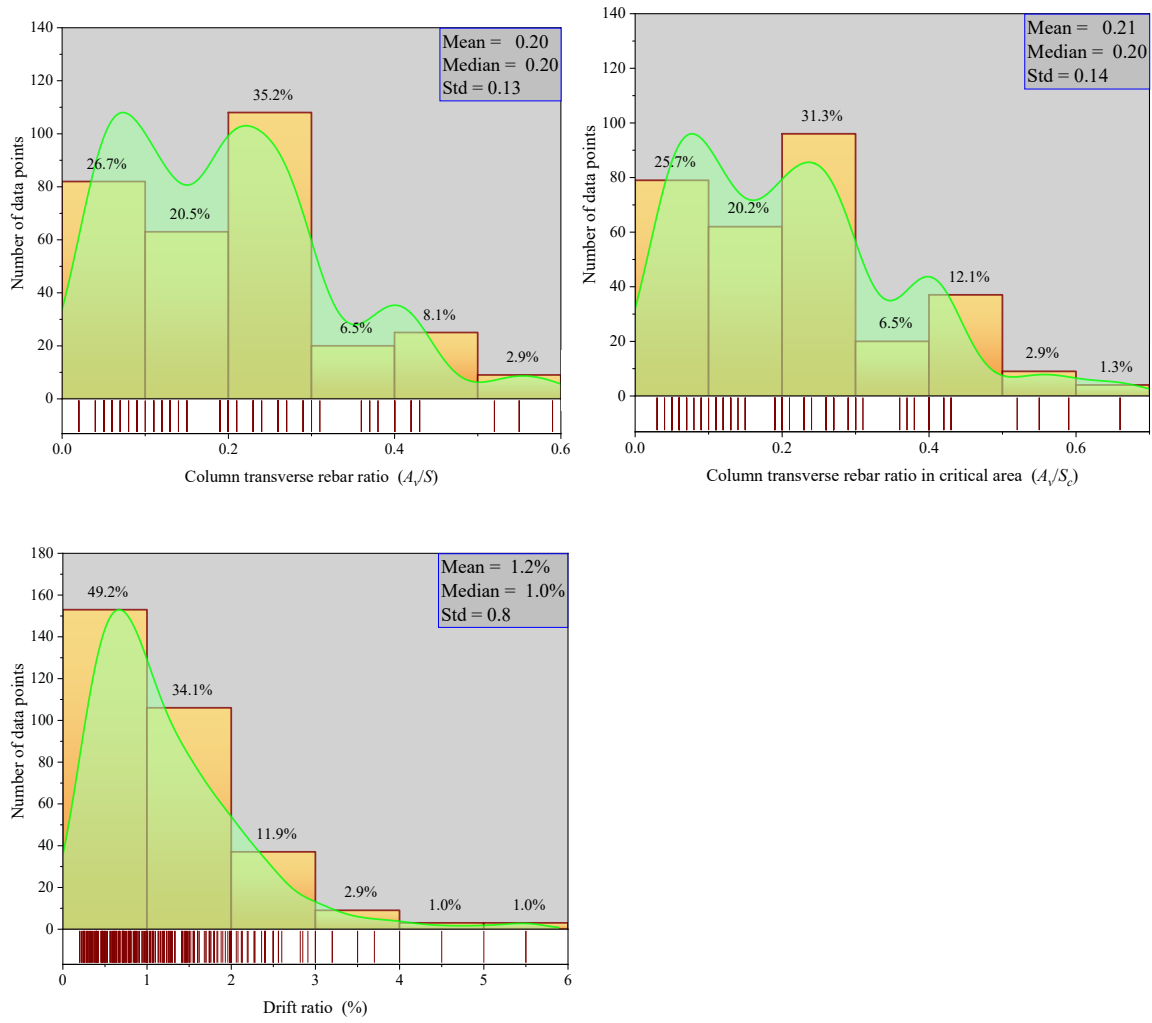 140
120
100
80
60
40
20
0
Number of data points
Mean = 0.20
Median = 0.20
Std = 0.13
26.7%
20.5%
35.2%
6.5%
8.1%
2.9%
0.0 0.2 0.4 0.6
Column transverse rebar ratio (Av/S)
140
120
100
80
60
40
20
0
Number of data points
Mean = 0.21
Median = 0.20
Std = 0.14
25.7%
20.2%
31.3%
6.5%
12.1%
2.9%
1.3%
0.0 0.2 0.4 0.6
Column transverse rebar ratio in critical area (Av/Sc)
180
160
140
120
100
80
60
40
20
0
Number of data points
Mean = 1.2%
Median = 1.0%
Std = 0.8
49.2%
34.1%
11.9%
2.9%
1.0%
1.0%
0 1 2 3 4 5 6
Drift ratio (%)